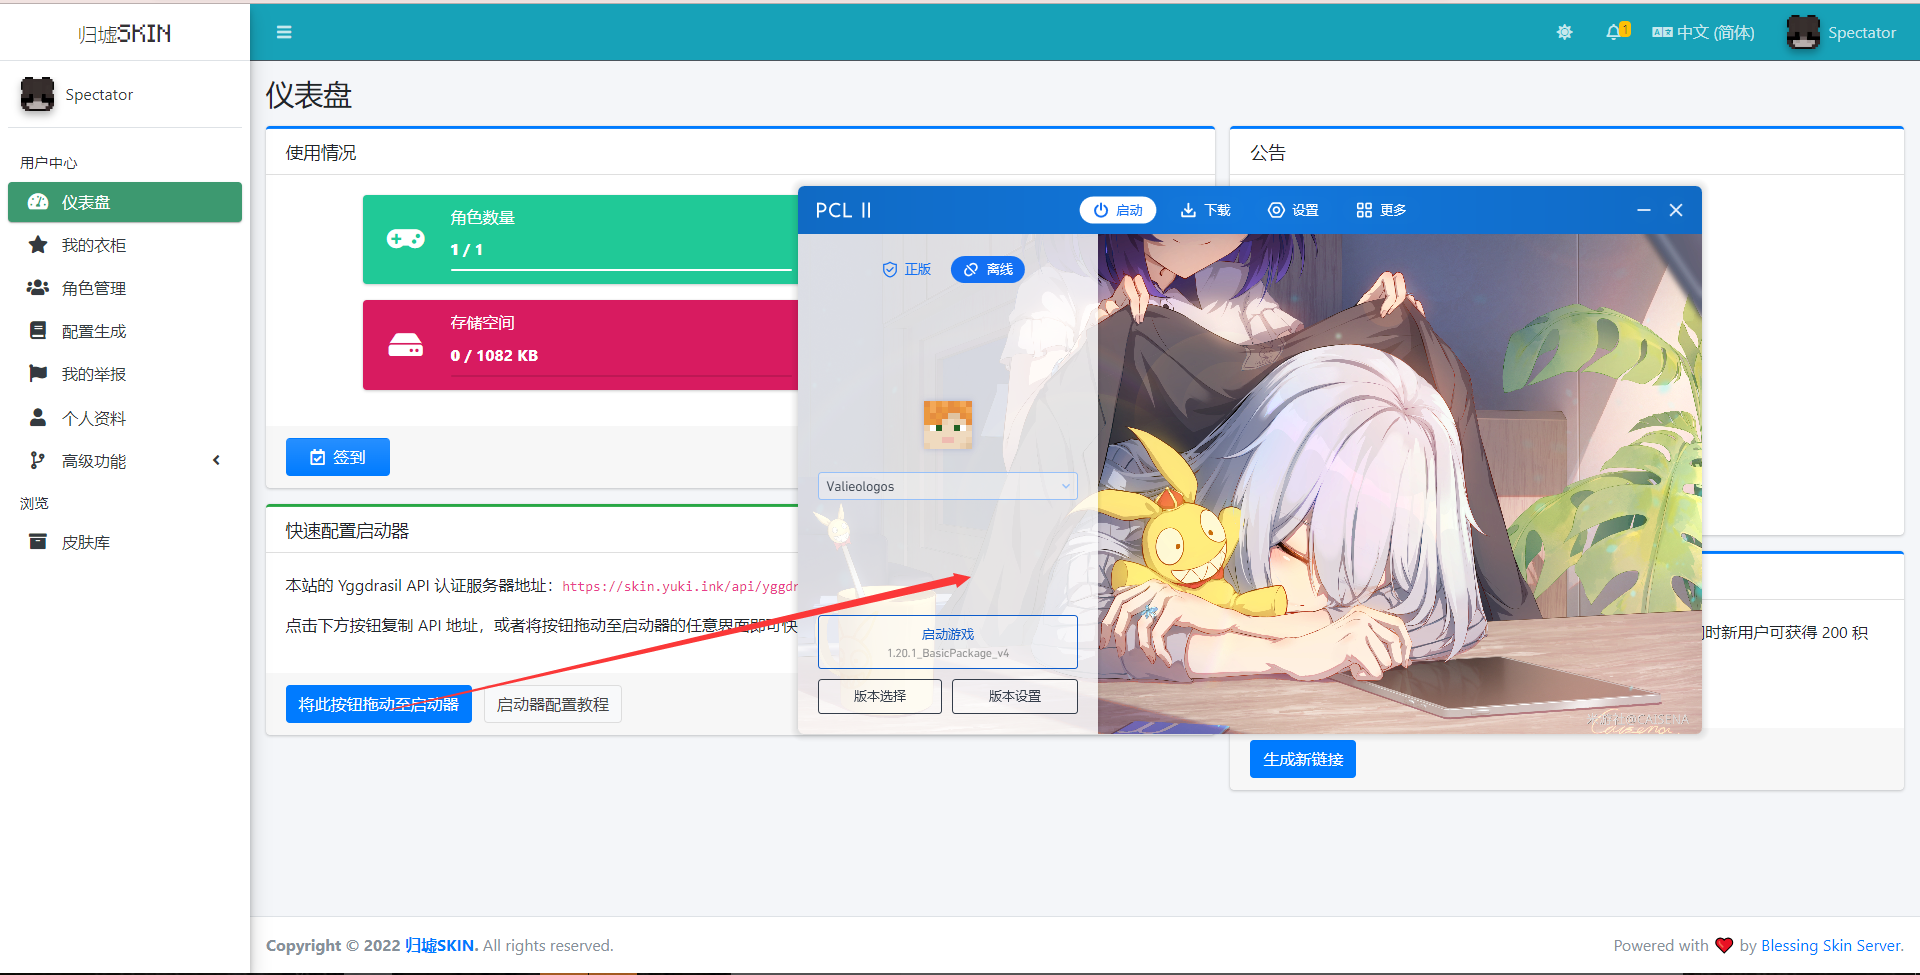 归墟SKIN
中文 (简体)
1
Spectator
Spectator
用户中心
仪表盘
我的衣柜
角色管理
配置生成
我的举报
个人资料
高级功能
浏览
皮肤库
仪表盘
使用情况
角色数量
1 / 1
存储空间
0 / 1082 KB
签到
快速配置启动器
本站的 Yggdrasil API 认证服务器地址：https://skin.yuki.ink/api/yggdr
点击下方按钮复制 API 地址，或者将按钮拖动至启动器的任意界面即可快
将此按钮拖动至启动器
启动器配置教程
公告
时新用户可获得 200 积
生成新链接
PCL II
启动
下载
设置
更多
正版
离线
Valieologos
启动游戏
1.20.1_BasicPackage_v4
版本选择
版本设置
Copyright © 2022 归墟SKIN. All rights reserved.
Powered with by Blessing Skin Server.